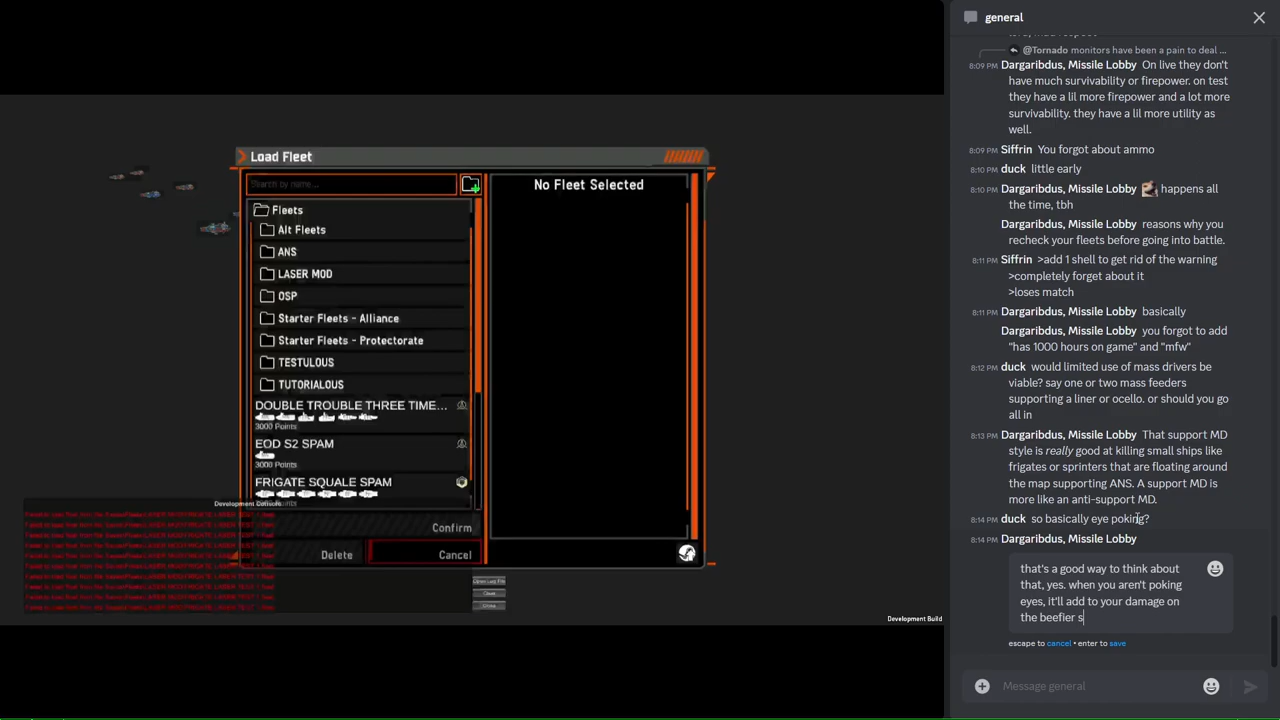 Load Fleet
Search by name...
Fleets
Alt Fleets
ANS
LASER MOD
OSP
Starter Fleets - Alliance
Starter Fleets - Protectorate
TESTULOUS
TUTORIALOUS
DOUBLE TROUBLE THREE TIME...
3000 Points
EOD S2 SPAM
3000 Points
FRIGATE SQUALE SPAM
Confirm
Delete
Cancel
No Fleet Selected
Development Console
Open Log File
Clear
Close
Development Build
general
@Tornado monitors have been a pain to deal ...
8:09 PM Dargaribdus, Missile Lobby On live they don't
have much survivability or firepower. on test
they have a lil more firepower and a lot more
survivability. they have a lil more utility as
well.
8:09 PM Siffrin You forgot about ammo
8:10 PM duck little early
8:10 PM Dargaribdus, Missile Lobby happens all
the time, tbh
Dargaribdus, Missile Lobby reasons why you
recheck your fleets before going into battle.
8:11 PM Siffrin >add 1 shell to get rid of the warning
>completely forget about it
>loses match
8:11 PM Dargaribdus, Missile Lobby basically
Dargaribdus, Missile Lobby you forgot to add
"has 1000 hours on game" and "mfw"
8:12 PM duck would limited use of mass drivers be
viable? say one or two mass feeders
supporting a liner or ocello. or should you go
all in
8:13 PM Dargaribdus, Missile Lobby That support MD
style is really good at killing small ships like
frigates or sprinters that are floating around
the map supporting ANS. A support MD is
more like an anti-support MD.
8:14 PM duck so basically eye poking?
8:14 PM Dargaribdus, Missile Lobby
that's a good way to think about
that, yes. when you aren't poking
eyes, it'll add to your damage on
the beefier s
escape to cancel • enter to save
Message general